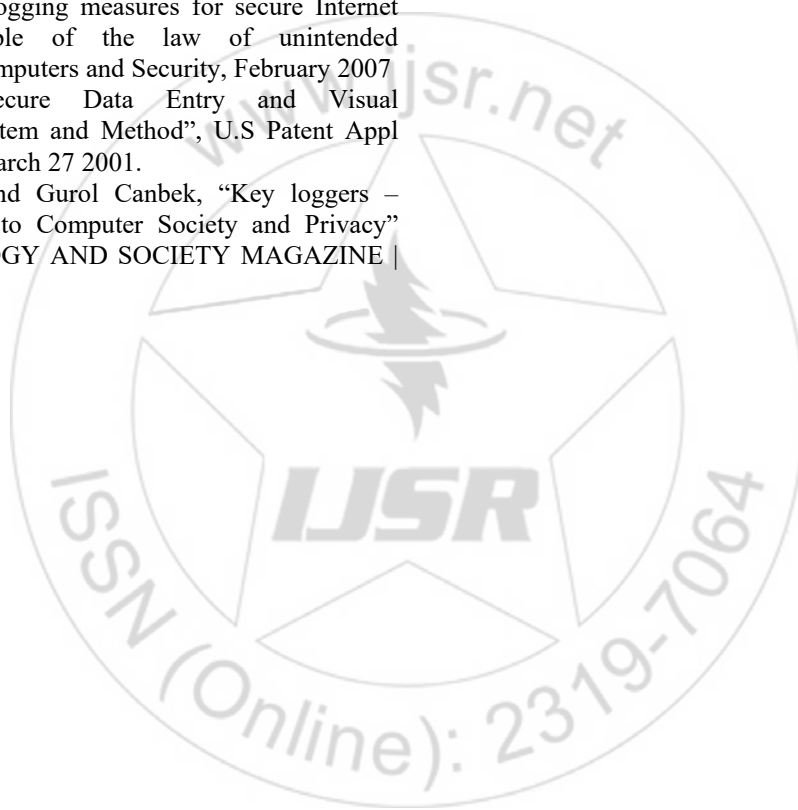 ogging measures for secure Internet
ple of the law of unintended
mputers and Security, February 2007
ecure Data Entry and Visual
tem and Method”, U.S Patent Appl
arch 27 2001.
nd Gurol Canbek, “Key loggers –
to Computer Society and Privacy”
OGY AND SOCIETY MAGAZINE |
www.ijsr.net
IJSR
ISSN (Online): 2319-7064